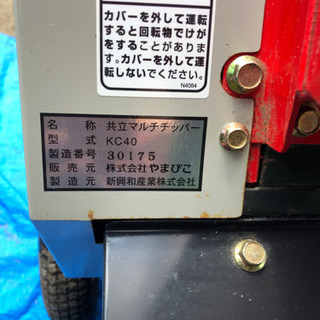 カバーを外して運転
すると回転物でけが
をすることがありま
す。カバーを外して運
転しないでください。
N4084
名 称 共立マルチチッパー
型 式 KC40
製造番号 30175
販売元 株式会社やまびこ
製造元 新興和産業株式会社